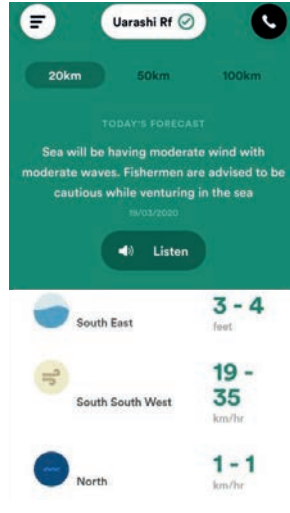 Uarashi Rf
20km 50km 100km
TODAY'S FORECAST
Sea will be having moderate wind with
moderate waves. Fishermen are advised to be
cautious while venturing in the sea
19/03/2020
Listen
South East
3 - 4
feet
South South West
19 -
35
km/hr
North
1 - 1
km/hr